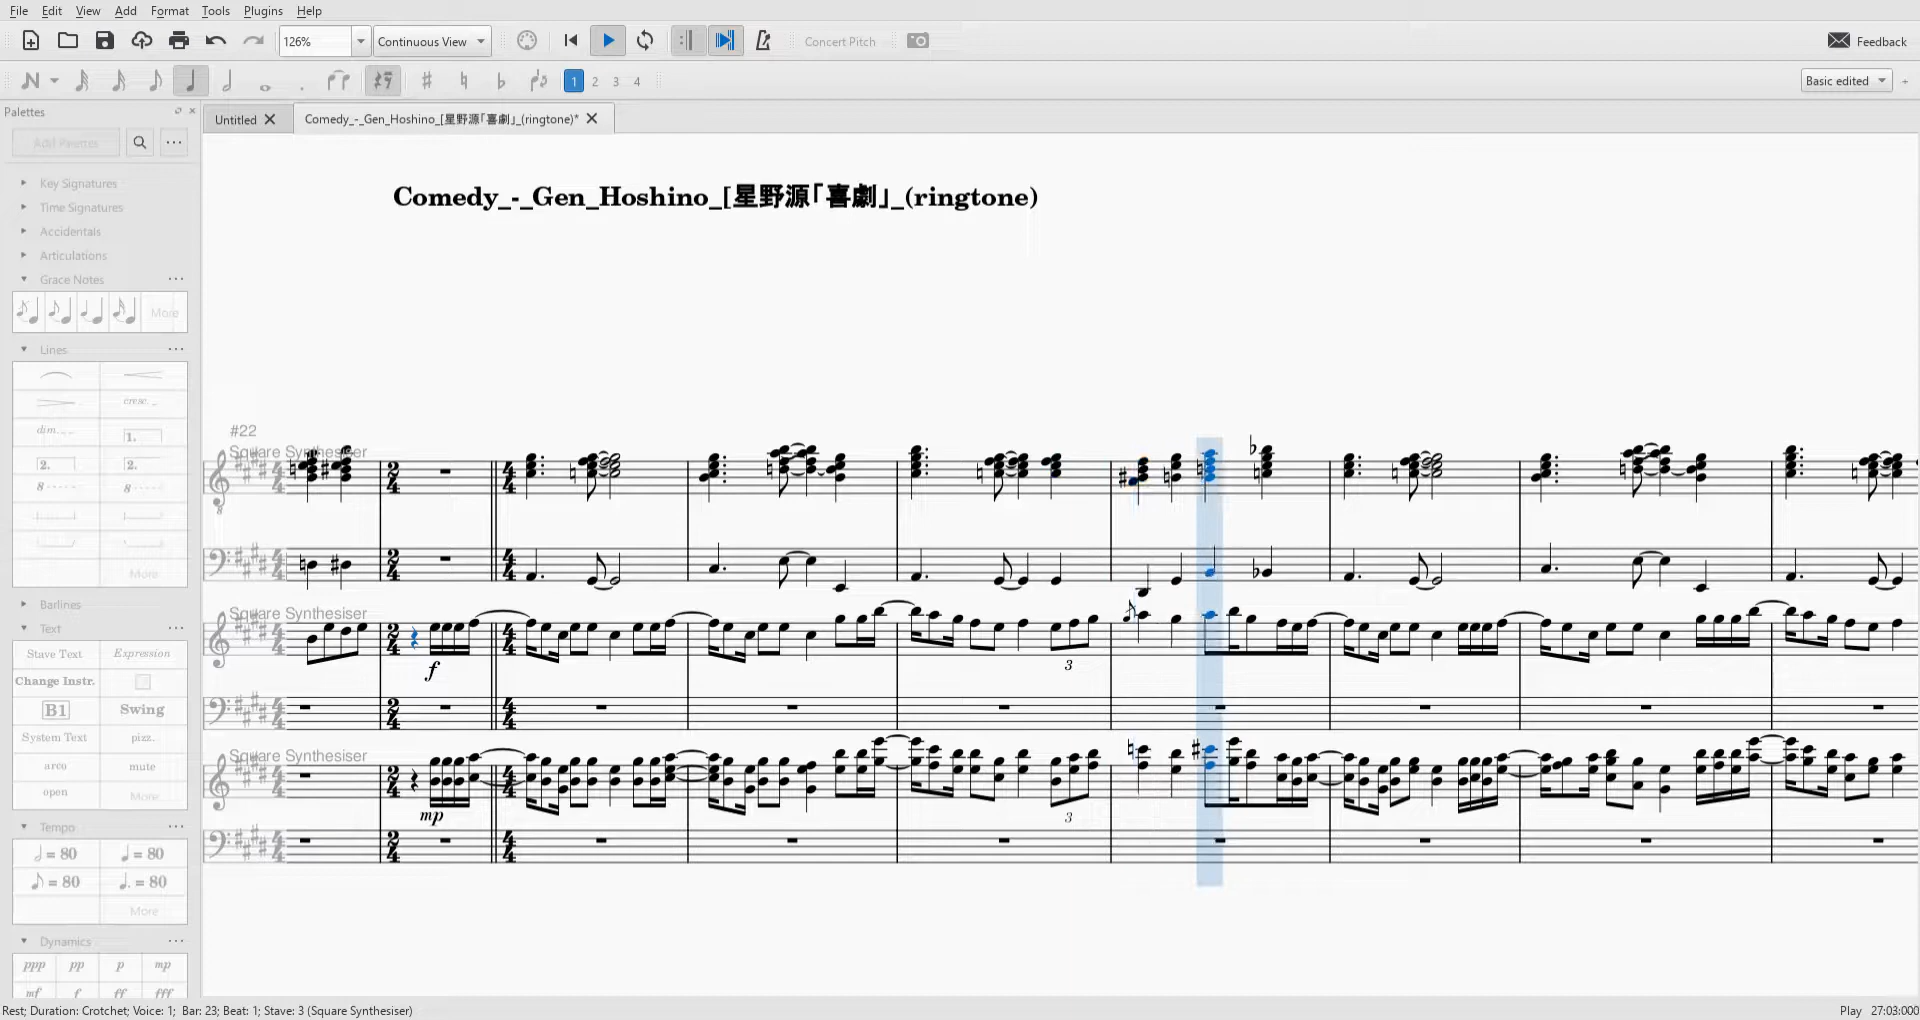 File Edit View Add Format Tools Plugins Help
126% Continuous View Concert Pitch Feedback
1 2 3 4 Basic edited
Palettes
Untitled Comedy_-_Gen_Hoshino_[星野源「喜劇」_(ringtone)*
Add Palettes
Key Signatures
Time Signatures
Accidentals
Articulations
Grace Notes
More
Lines
cresc.
dim.
1.
2. 2.
8 8
More
Barlines
Text
Stave Text Expression
Change Instr.
B1 Swing
System Text pizz.
arco mute
open More
Tempo
= 80 = 80
= 80 = 80
More
Dynamics
ppp pp p mp
mf f ff fff
Comedy_-_Gen_Hoshino_[星野源「喜劇」_(ringtone)
#22
Square Synthesiser
Square Synthesiser
f
3
Square Synthesiser
mp
3
Rest; Duration: Crotchet; Voice: 1; Bar: 23; Beat: 1; Stave: 3 (Square Synthesiser) Play 27:03:000